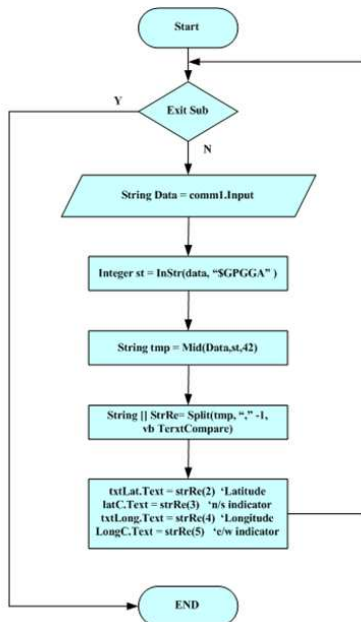 Start
Y
Exit Sub
N
String Data = comm1.Input
Integer st = InStr(data, “$GPGGA” )
String tmp = Mid(Data,st,42)
String || StrRe= Split(tmp, “,” -1,
vb TerxtCompare)
txtLat.Text = strRe(2) ‘Latitude
latC.Text = strRe(3) ‘n/s indicator
txtLong.Text = strRe(4) ‘Longitude
LongC.Text = strRe(5) ‘e/w indicator
END